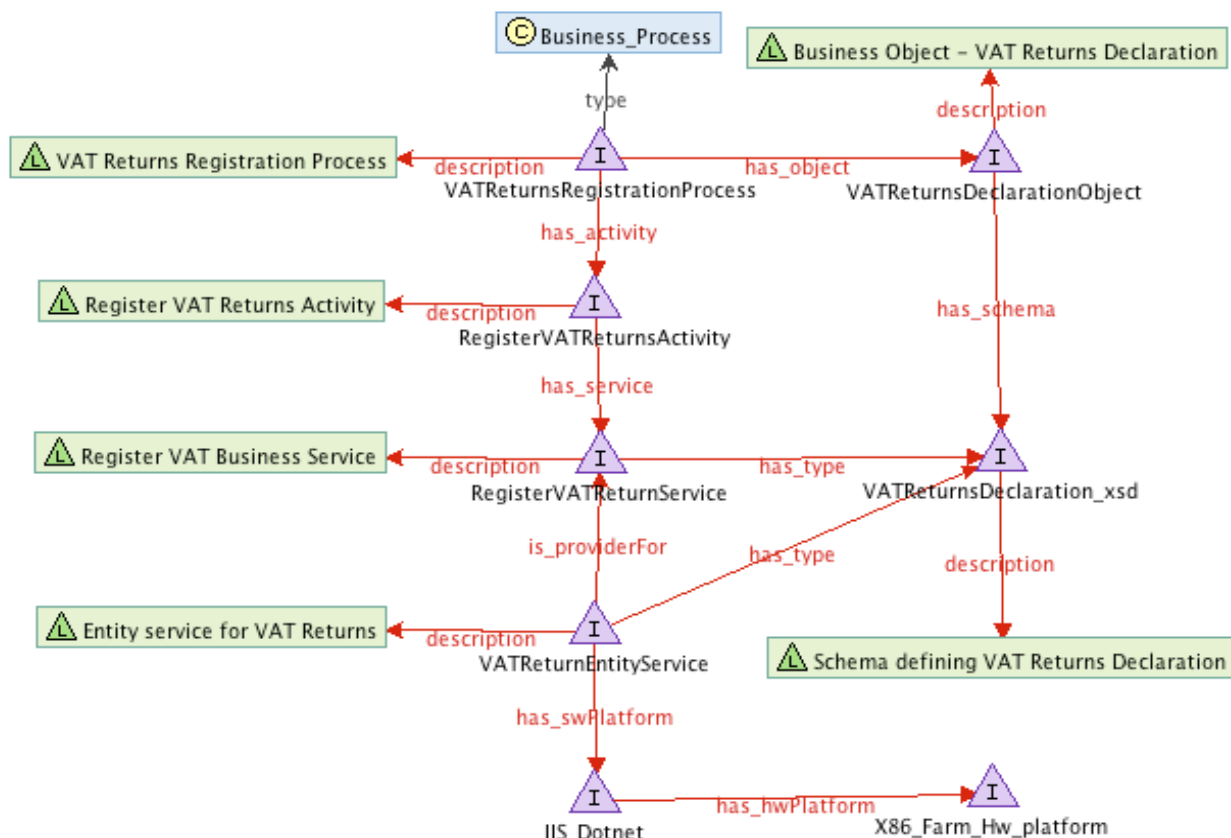 C Business_Process
L Business Object - VAT Returns Declaration
type
description
L VAT Returns Registration Process
description
I
has_object
I
VATReturnsRegistrationProcess
VATReturnsDeclarationObject
has_activity
L Register VAT Returns Activity
description
I
has_schema
RegisterVATReturnsActivity
has_service
L Register VAT Business Service
description
I
has_type
I
RegisterVATReturnService
VATReturnsDeclaration_xsd
is_providerFor
has_type
description
L Entity service for VAT Returns
description
I
VATReturnEntityService
L Schema defining VAT Returns Declaration
has_swPlatform
I
has_hwPlatform
I
IIS_Dotnet
X86_Farm_Hw_platform